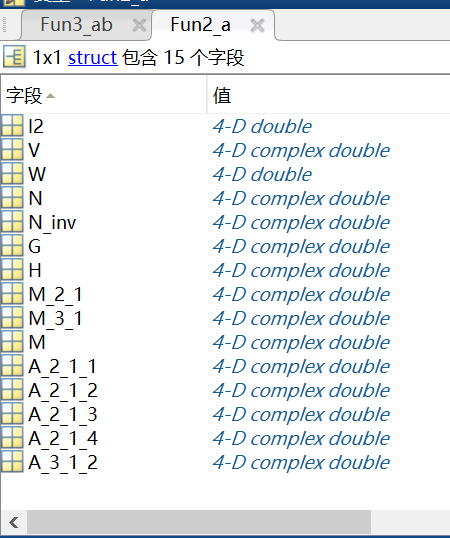 Fun3_ab Fun2_a
1x1 struct 包含 15 个字段
字段 值
I2 4-D double
V 4-D complex double
W 4-D double
N 4-D complex double
N_inv 4-D complex double
G 4-D complex double
H 4-D complex double
M_2_1 4-D complex double
M_3_1 4-D complex double
M 4-D complex double
A_2_1_1 4-D complex double
A_2_1_2 4-D complex double
A_2_1_3 4-D complex double
A_2_1_4 4-D complex double
A_3_1_2 4-D complex double